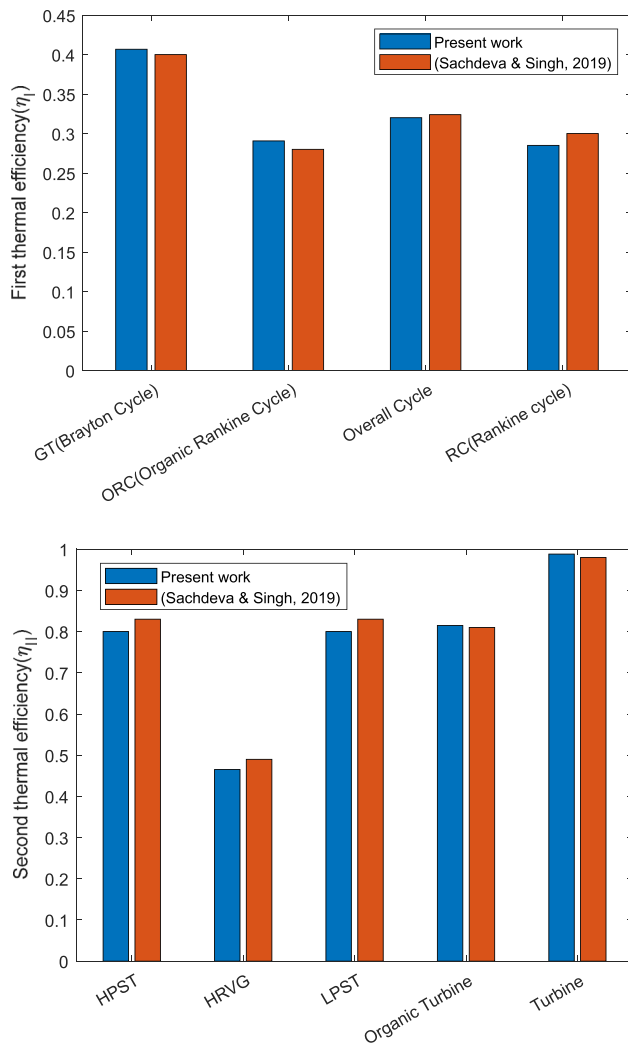 0.45
0.4
0.35
0.3
0.25
0.2
0.15
0.1
0.05
0
First thermal efficiency(η|)
Present work
(Sachdeva & Singh, 2019)
GT(Brayton Cycle)
ORC(Organic Rankine Cycle)
Overall Cycle
RC(Rankine cycle)
1
0.9
0.8
0.7
0.6
0.5
0.4
0.3
0.2
0.1
0
Second thermal efficiency(η||)
Present work
(Sachdeva & Singh, 2019)
HPST
HRVG
LPST
Organic Turbine
Turbine